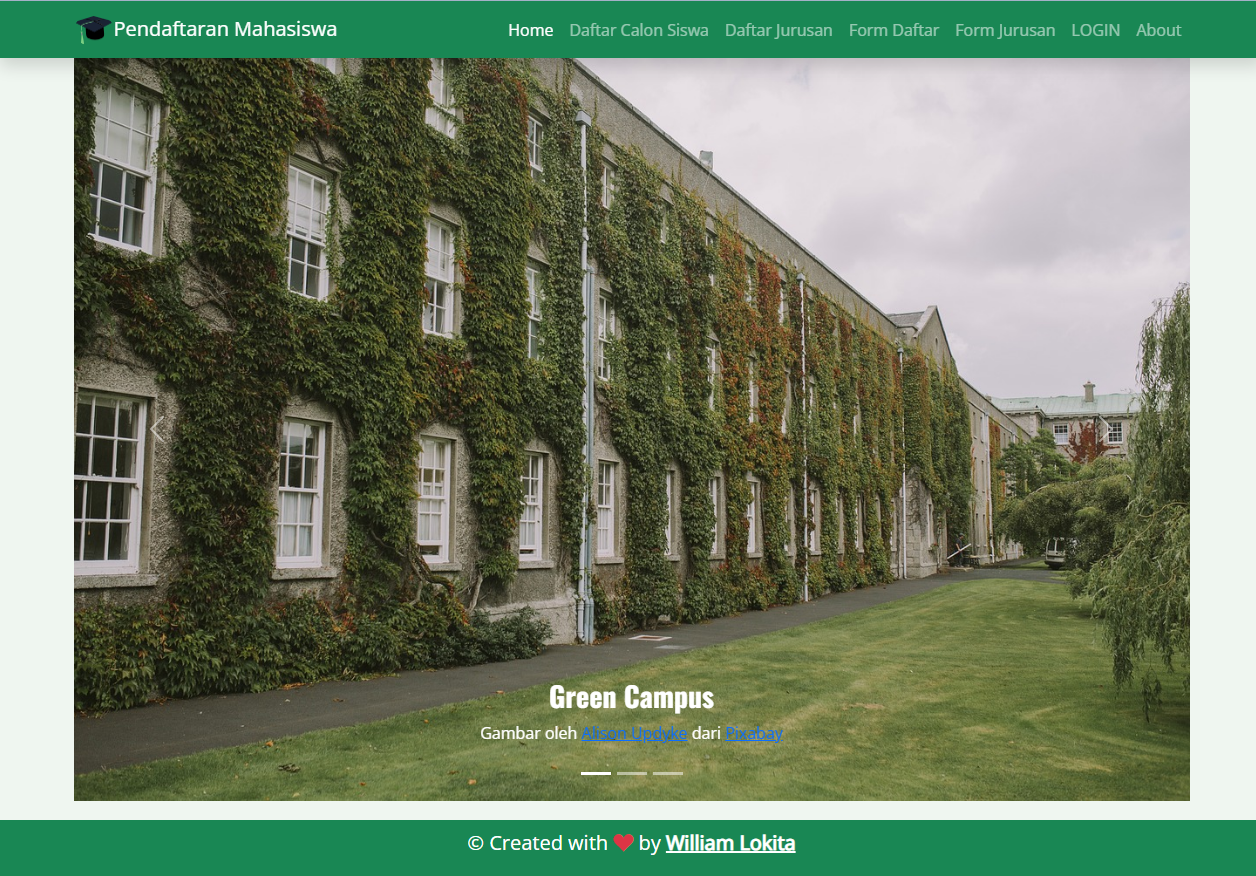 Pendaftaran Mahasiswa Home Daftar Calon Siswa Daftar Jurusan Form Daftar Form Jurusan LOGIN About
Green Campus
Gambar oleh Alison Updyke dari Pixabay
© Created with ❤ by William Lokita